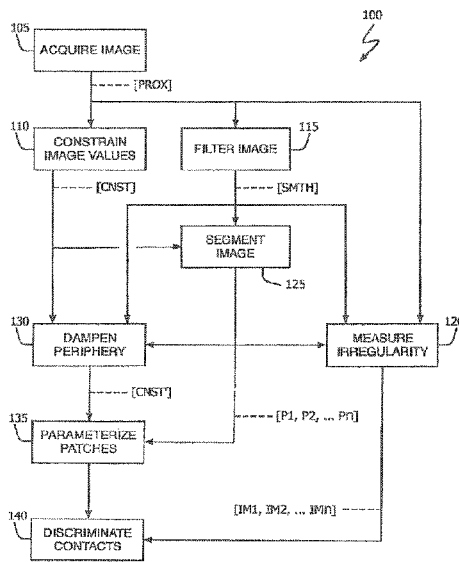 100
105
ACQUIRE IMAGE
[PROX]
110
115
CONSTRAIN
IMAGE VALUES
FILTER IMAGE
[CNST]
[SMTH]
SEGMENT
IMAGE
125
130
DAMPEN
PERIPHERY
MEASURE
IRREGULARITY
120
[CNST']
135
[P1, P2, ... Pn]
PARAMETERIZE
PATCHES
[IM1, IM2, ... IMn]
140
DISCRIMINATE
CONTACTS